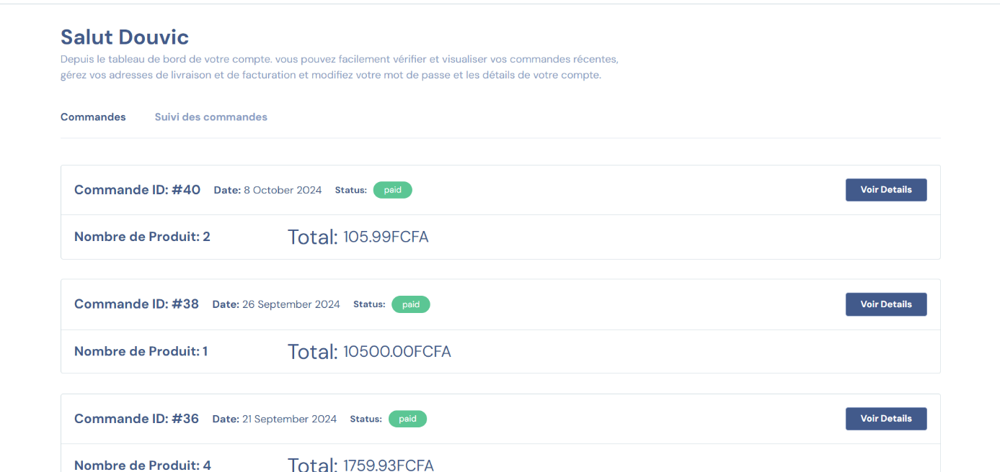 Salut Douvic
Depuis le tableau de bord de votre compte. vous pouvez facilement vérifier et visualiser vos commandes récentes,
gérez vos adresses de livraison et de facturation et modifiez votre mot de passe et les détails de votre compte.
Commandes Suivi des commandes
Commande ID: #40 Date: 8 October 2024 Status: paid Voir Details
Nombre de Produit: 2 Total: 105.99FCFA
Commande ID: #38 Date: 26 September 2024 Status: paid Voir Details
Nombre de Produit: 1 Total: 10500.00FCFA
Commande ID: #36 Date: 21 September 2024 Status: paid Voir Details
Nombre de Produit: 4 Total: 1759.93FCFA